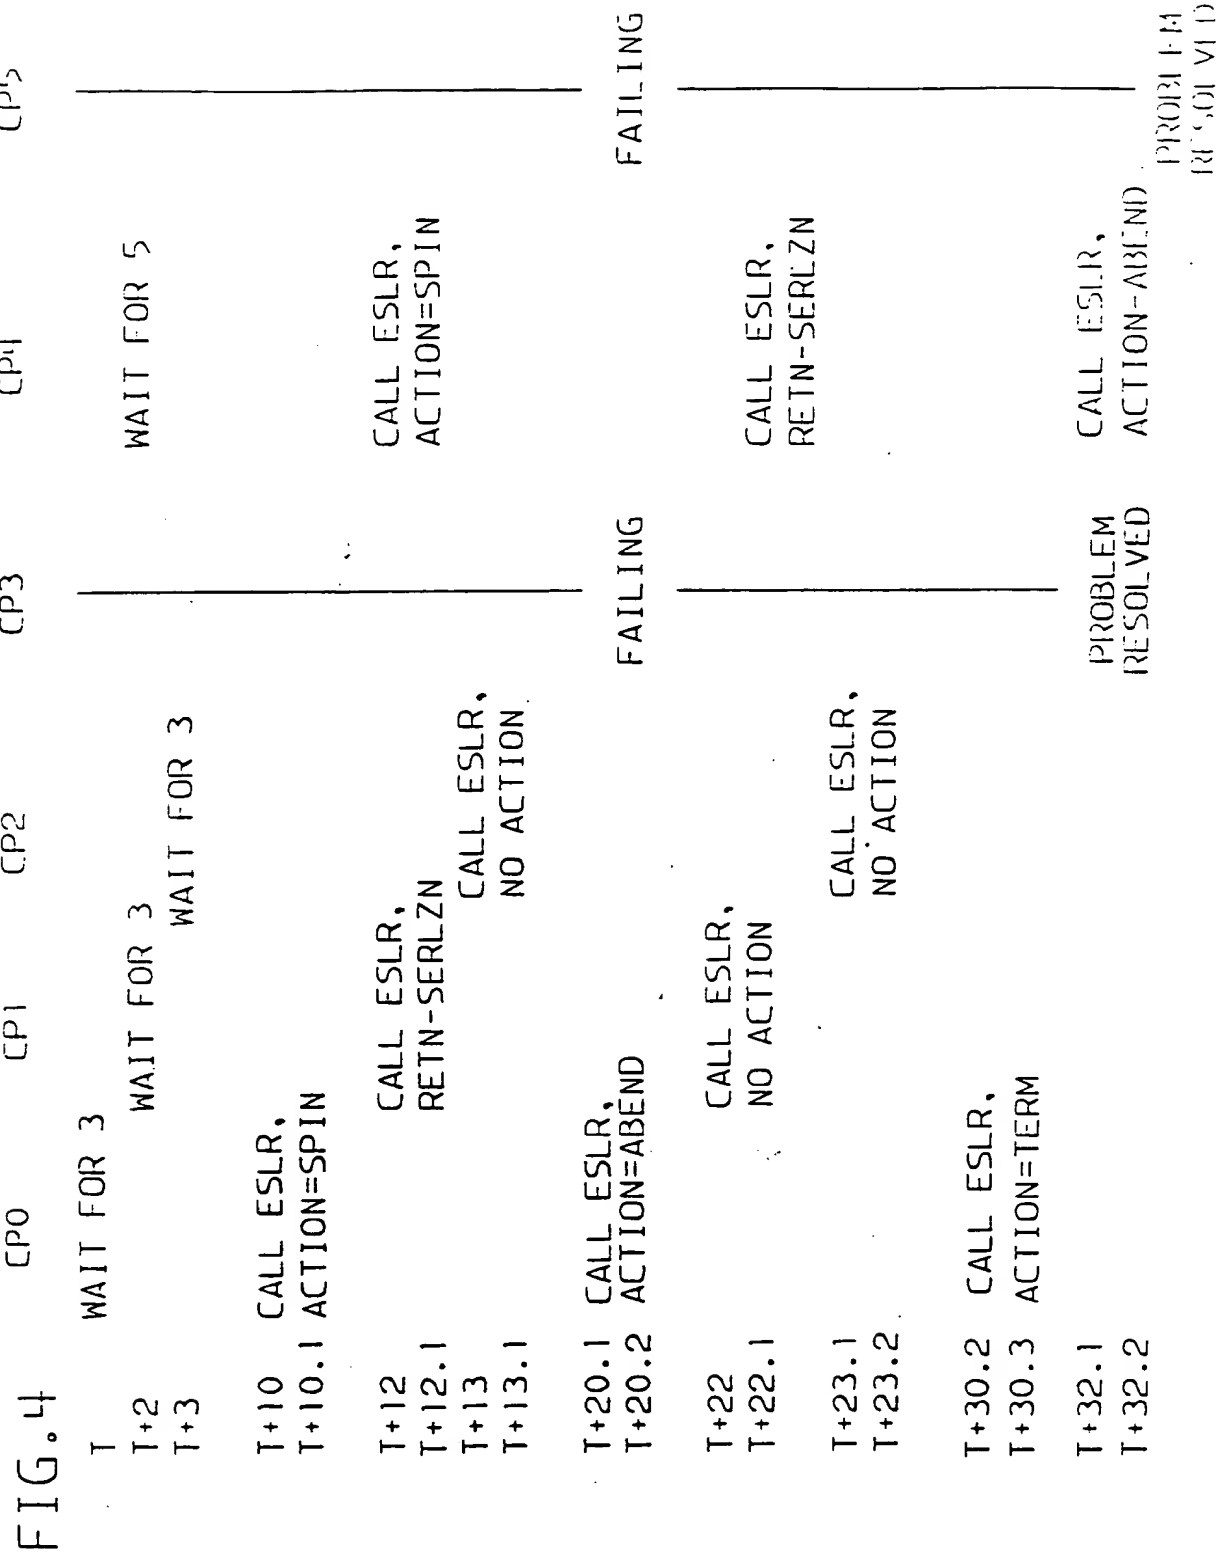 FIG. 4
CP0 CP1 CP2 CP3 CP4 CP5
T WAIT FOR 3
T+2 WAIT FOR 3 WAIT FOR 5
T+3 WAIT FOR 3
T+10 CALL ESLR,
T+10.1 ACTION=SPIN
T+12 CALL ESLR, CALL ESLR,
T+12.1 RETN-SERLZN ACTION=SPIN
T+13 CALL ESLR,
T+13.1 NO ACTION
T+20.1 CALL ESLR, FAILING FAILING
T+20.2 ACTION=ABEND
T+22 CALL ESLR, CALL ESLR,
T+22.1 NO ACTION RETN-SERLZN
T+23.1 CALL ESLR,
T+23.2 NO ACTION
T+30.2 CALL ESLR,
T+30.3 ACTION=TERM
T+32.1 PROBLEM CALL ESLR,
T+32.2 RESOLVED ACTION-ABEND
PROBLEM
RESOLVED